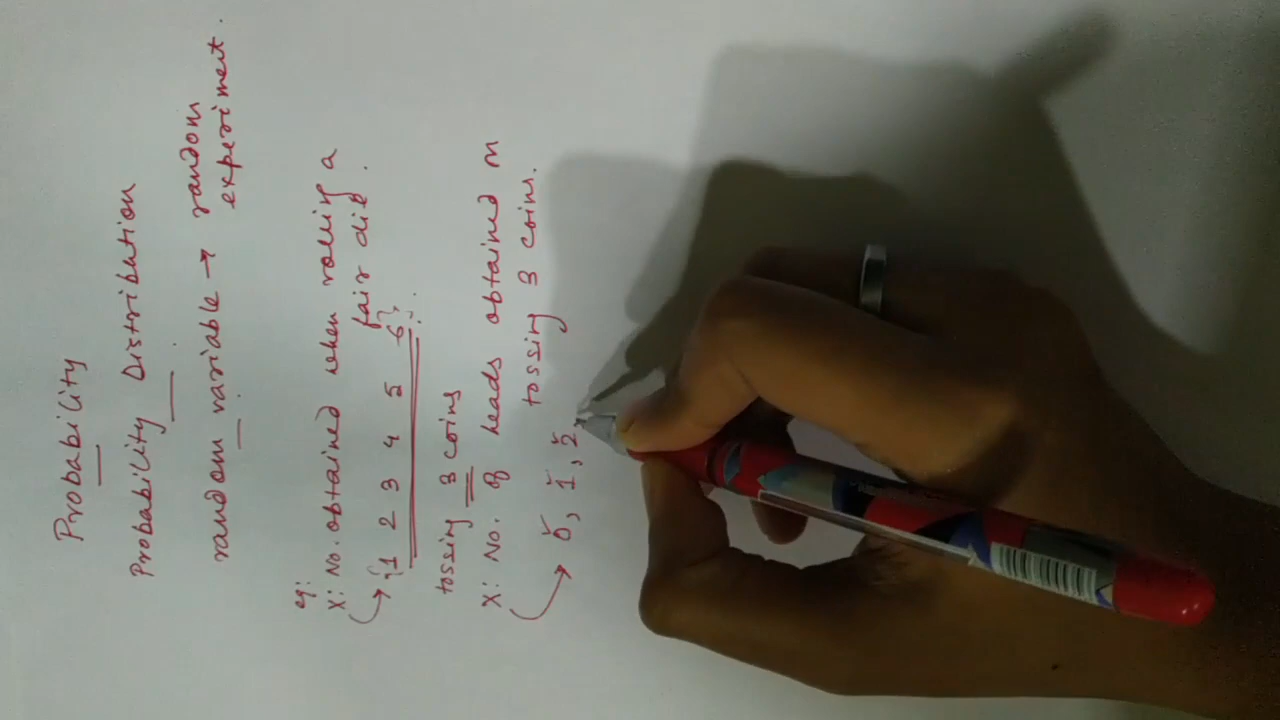 Probability
Probability Distribution
random variable → random
experiment.
eg:
X: No. obtained when rolling a
fair die.
→ {1 2 3 4 5 6}.
tossing 3 coins
X: No. of heads obtained in
tossing 3 coins.
→ 0, 1, 2,